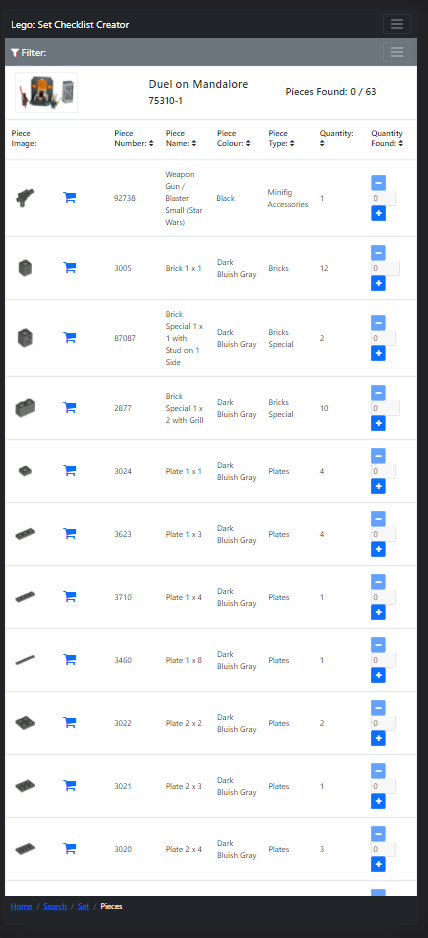 Lego: Set Checklist Creator
Filter:
Duel on Mandalore
75310-1
Pieces Found: 0 / 63
Piece Image: Piece Number: Piece Name: Piece Colour: Piece Type: Quantity: Quantity Found:
92738 Weapon Gun / Blaster Small (Star Wars) Black Minifig Accessories 1 0
3005 Brick 1 x 1 Dark Bluish Gray Bricks 12 0
87087 Brick Special 1 x 1 with Stud on 1 Side Dark Bluish Gray Bricks Special 2 0
2877 Brick Special 1 x 2 with Grill Dark Bluish Gray Bricks Special 10 0
3024 Plate 1 x 1 Dark Bluish Gray Plates 4 0
3623 Plate 1 x 3 Dark Bluish Gray Plates 4 0
3710 Plate 1 x 4 Dark Bluish Gray Plates 1 0
3460 Plate 1 x 8 Dark Bluish Gray Plates 1 0
3022 Plate 2 x 2 Dark Bluish Gray Plates 2 0
3021 Plate 2 x 3 Dark Bluish Gray Plates 1 0
3020 Plate 2 x 4 Dark Bluish Gray Plates 3 0
Home / Search / Set / Pieces